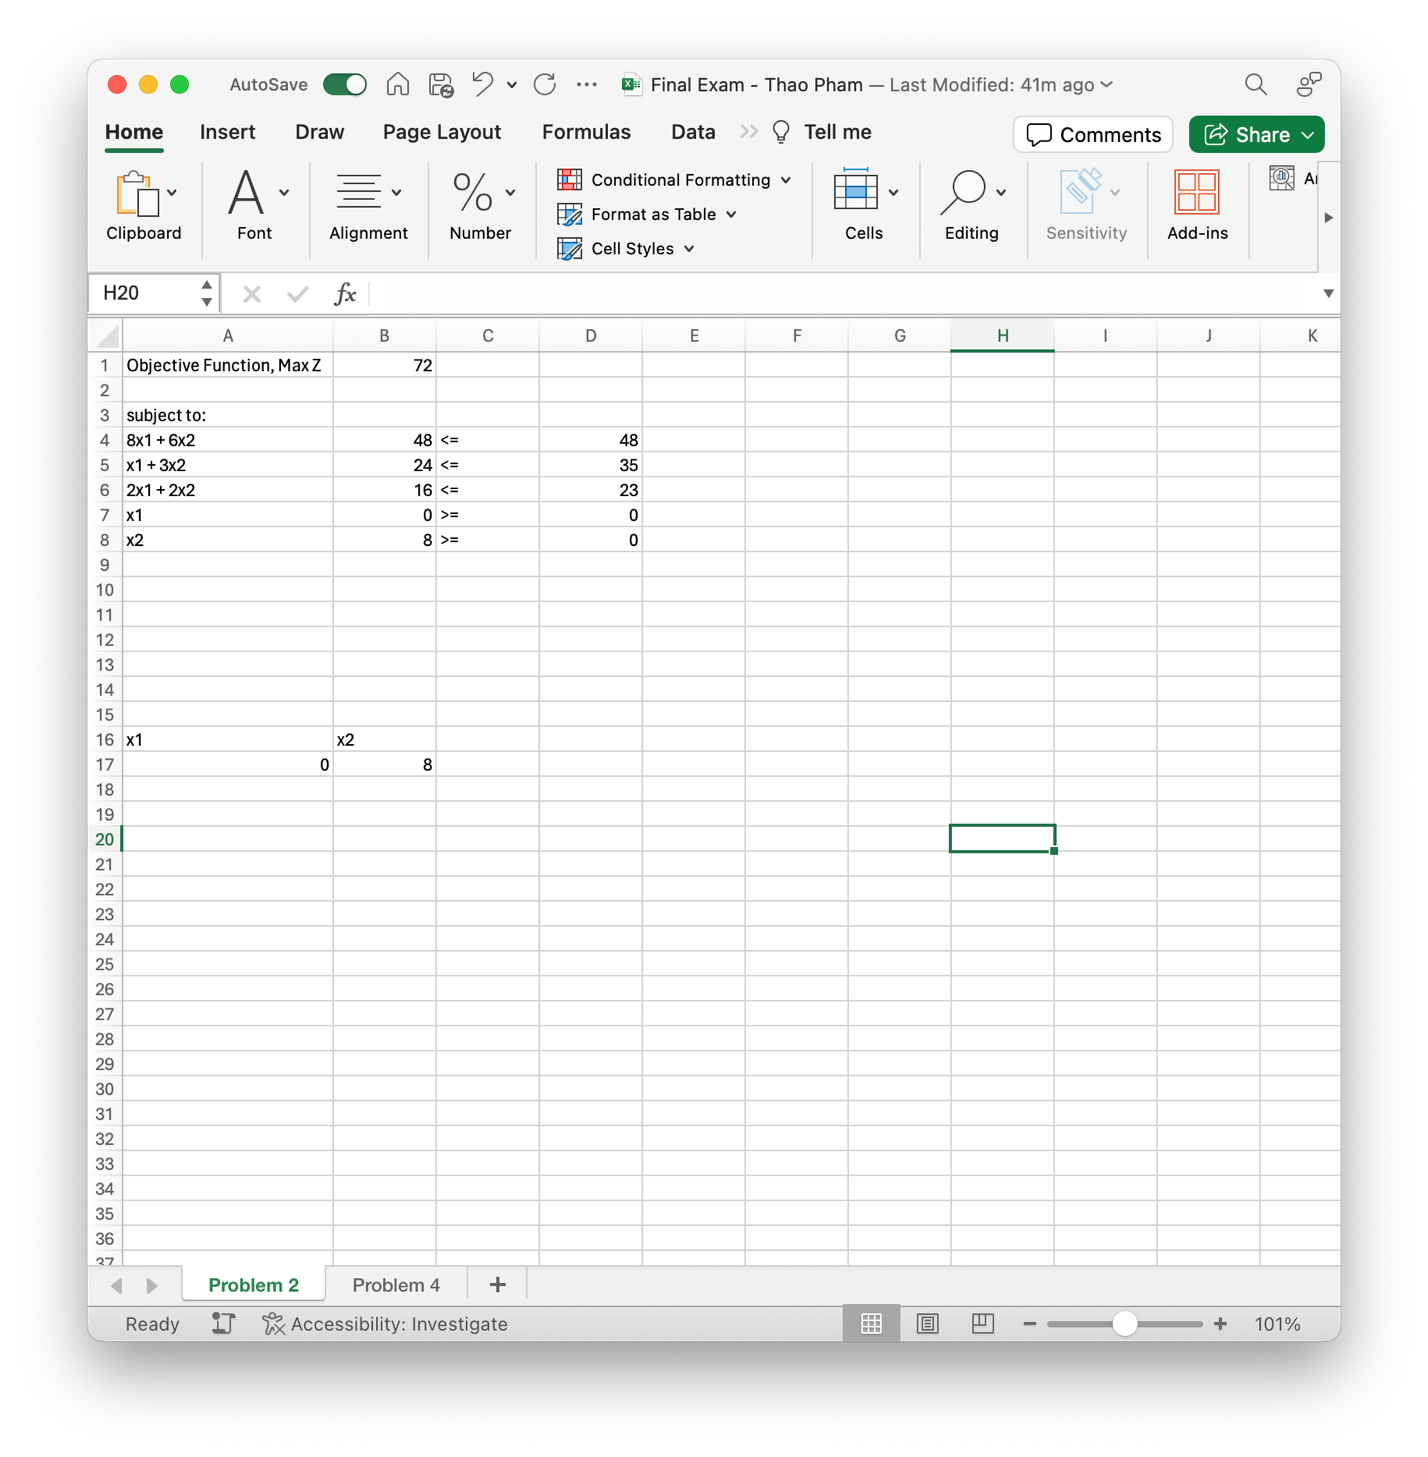 AutoSave
Final Exam - Thao Pham — Last Modified: 41m ago
Home Insert Draw Page Layout Formulas Data Tell me Comments Share
Clipboard Font Alignment Number Conditional Formatting Format as Table Cell Styles Cells Editing Sensitivity Add-ins
H20 fx
A B C D E F G H I J K
1 Objective Function, Max Z 72
2
3 subject to:
4 8x1 + 6x2 48 <= 48
5 x1 + 3x2 24 <= 35
6 2x1 + 2x2 16 <= 23
7 x1 0 >= 0
8 x2 8 >= 0
9
10
11
12
13
14
15
16 x1 x2
17 0 8
18
19
20
21
22
23
24
25
26
27
28
29
30
31
32
33
34
35
36
37
Problem 2 Problem 4 +
Ready Accessibility: Investigate 101%